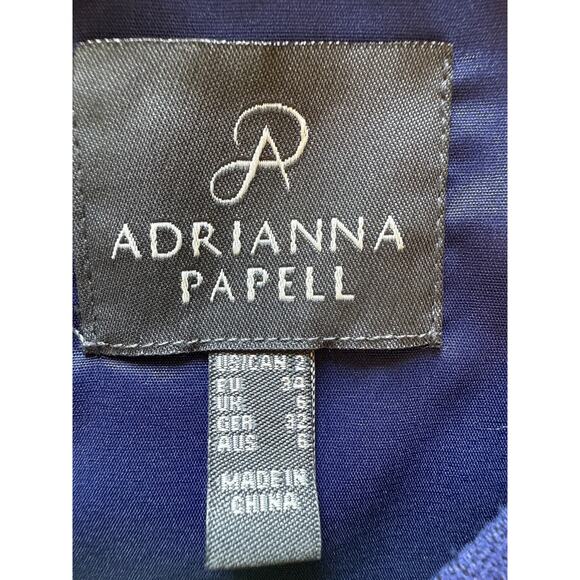 ADRIANNA
PAPELL
US/CAN 2
EU 34
UK 6
GER 32
AUS 6
MADE IN
CHINA